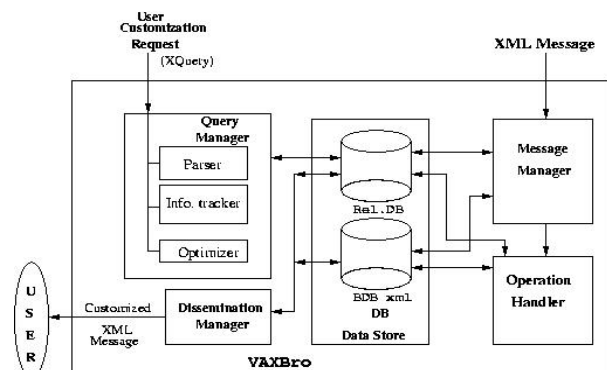 User
Customization
Request
(XQuery)
XML Message
Query
Manager
Parser
Info. tracker
Optimizer
Rel.DB
BDB xml
DB
Data Store
Message
Manager
Operation
Handler
Dissemination
Manager
Customized
XML
Message
U
S
E
R
VAXBro